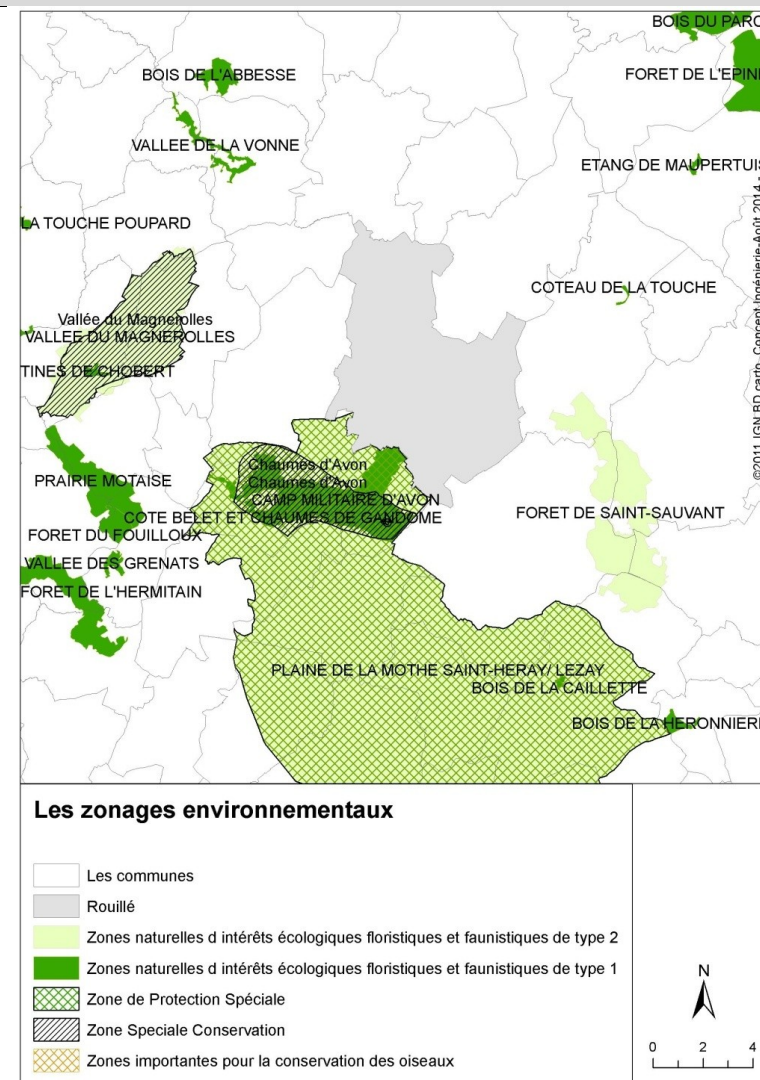 BOIS DU PARC
BOIS DE L'ABBESSE
FORET DE L'EPIN
VALLEE DE LA VONNE
ETANG DE MAUPERTUIS
LA TOUCHE POUPARD
COTEAU DE LA TOUCHE
Vallée du Magnerolles
VALLEE DU MAGNEROLLES
TINES DE CHOBERT
Chaumes d'Avon
PRAIRIE MOTAISE
Chaumes d'Avon
CAMP MILITAIRE D'AVON
COTE BELET ET CHAUMES DE GANDOME
FORET DE SAINT-SAUVANT
FORET DU FOUILLOUX
VALLEE DES GRENATS
FORET DE L'HERMITAIN
PLAINE DE LA MOTHE SAINT-HERAY/ LEZAY
BOIS DE LA CAILLETTE
BOIS DE LA HERONNIER
©2011 IGN BD carto, Concept Ingénierie-Août 2014 -
Les zonages environnementaux
Les communes
Rouillé
Zones naturelles d intérêts écologiques floristiques et faunistiques de type 2
Zones naturelles d intérêts écologiques floristiques et faunistiques de type 1
Zone de Protection Spéciale
Zone Speciale Conservation
Zones importantes pour la conservation des oiseaux
N
0 2 4